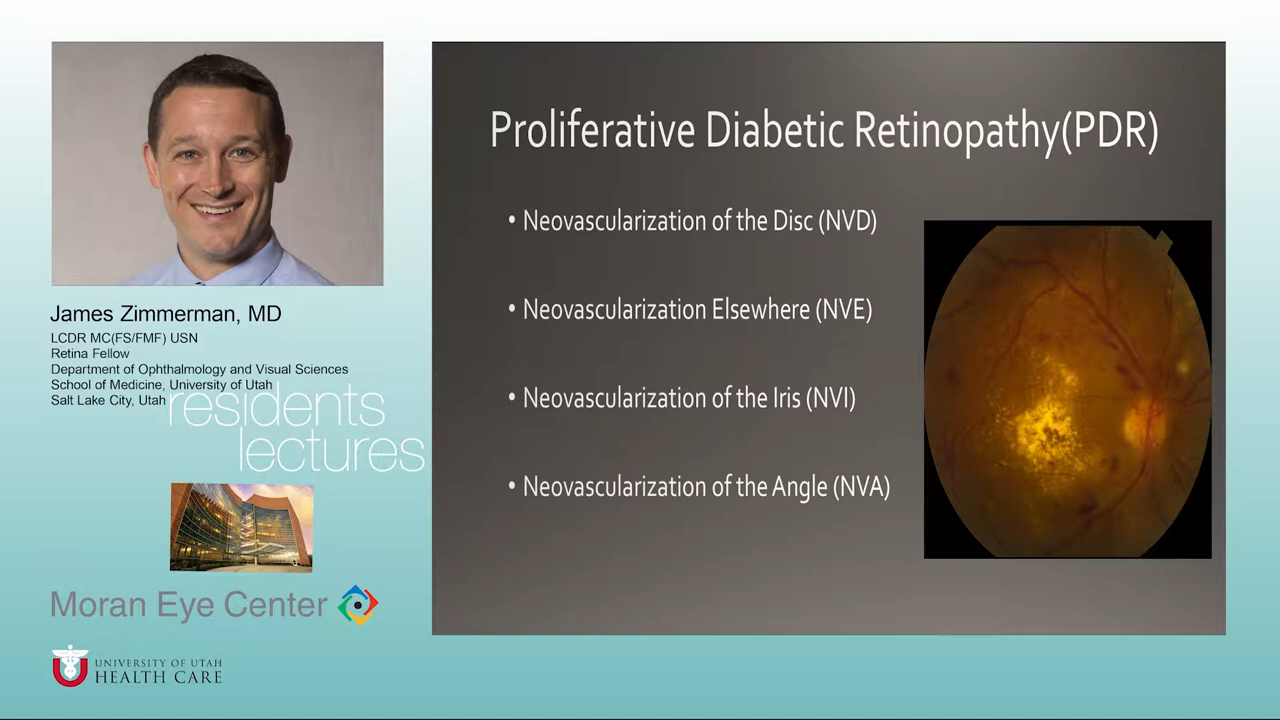 James Zimmerman, MD
LCDR MC(FS/FMF) USN
Retina Fellow
Department of Ophthalmology and Visual Sciences
School of Medicine, University of Utah
Salt Lake City, Utah
residents
lectures
Moran Eye Center
UNIVERSITY OF UTAH
HEALTH CARE
Proliferative Diabetic Retinopathy(PDR)
• Neovascularization of the Disc (NVD)
• Neovascularization Elsewhere (NVE)
• Neovascularization of the Iris (NVI)
• Neovascularization of the Angle (NVA)